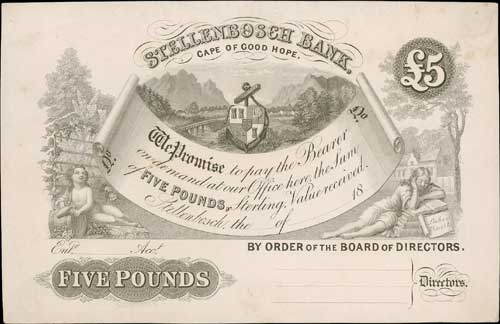 STELLENBOSCH BANK,
CAPE OF GOOD HOPE.
£5
No.
No.
We Promise to pay the Bearer
on demand at our Office here, the Sum
of FIVE POUNDS, Sterling, Value received.
Stellenbosch, the of 18
Entd. Acct.
BY ORDER OF THE BOARD OF DIRECTORS.
FIVE POUNDS
Directors.